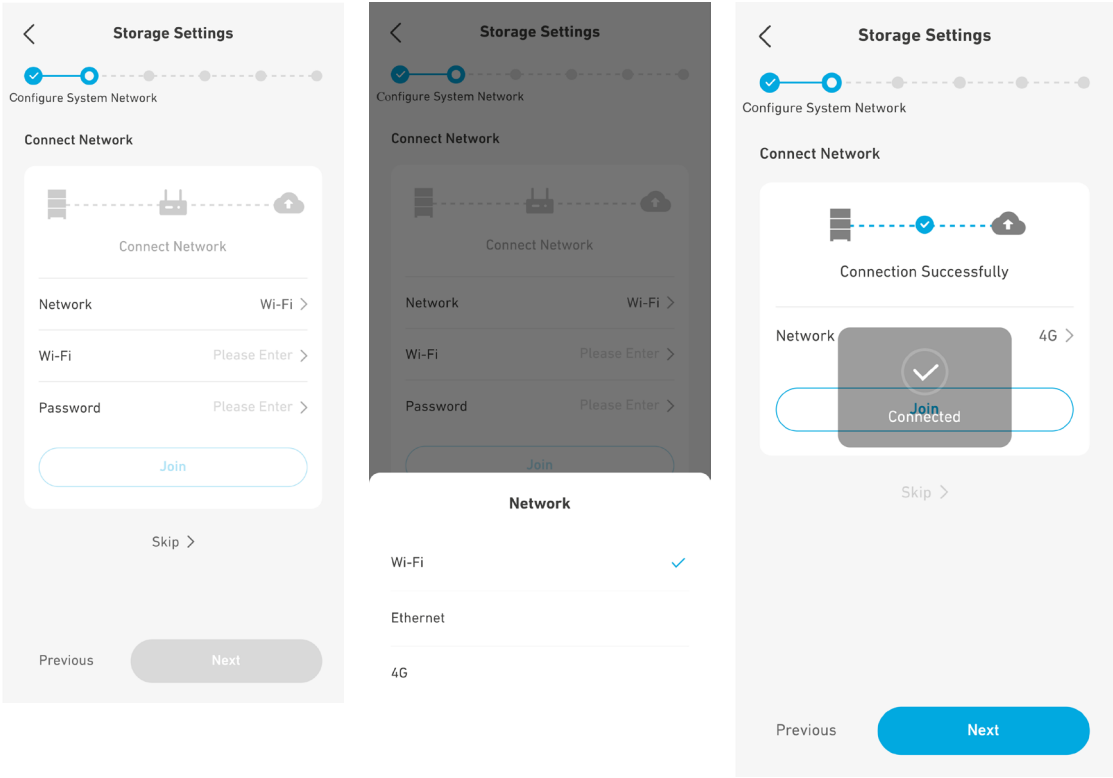 Storage Settings
Configure System Network
Connect Network
Connect Network
Network Wi-Fi
Wi-Fi Please Enter
Password Please Enter
Join
Skip
Previous Next
Storage Settings
Configure System Network
Connect Network
Connect Network
Network Wi-Fi
Wi-Fi Please Enter
Password Please Enter
Join
Network
Wi-Fi
Ethernet
4G
Storage Settings
Configure System Network
Connect Network
Connection Successfully
Network 4G
Join
Connected
Skip
Previous Next